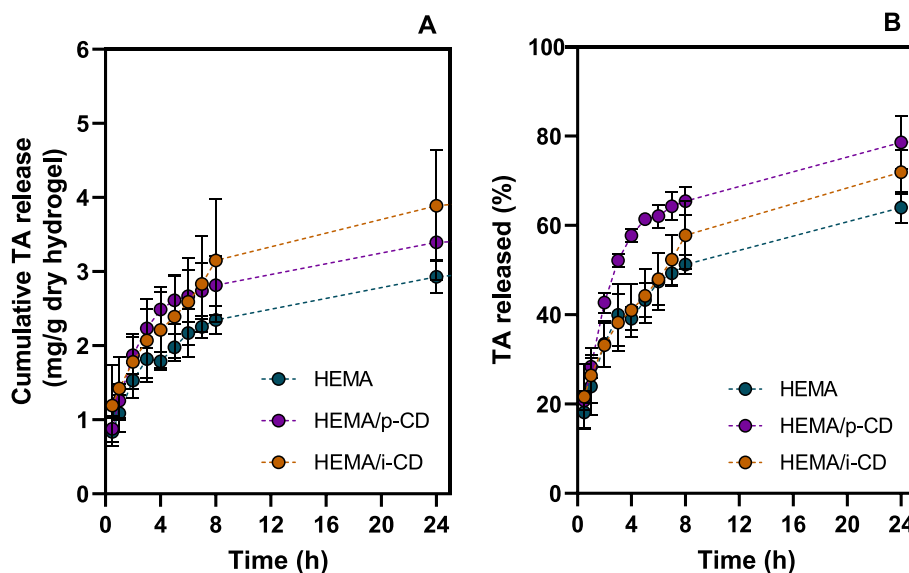 A
Cumulative TA release
(mg/g dry hydrogel)
6
5
4
3
2
1
0
HEMA
HEMA/p-CD
HEMA/i-CD
0 4 8 12 16 20 24
Time (h)
B
TA released (%)
100
80
60
40
20
0
HEMA
HEMA/p-CD
HEMA/i-CD
0 4 8 12 16 20 24
Time (h)